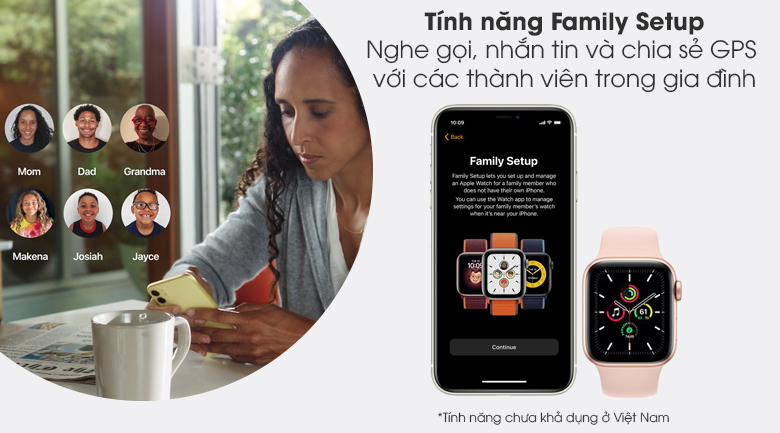 Tính năng Family Setup
Nghe gọi, nhắn tin và chia sẻ GPS
với các thành viên trong gia đình
Mom Dad Grandma
Makena Josiah Jayce
10:09
Back
Family Setup
Family Setup lets you set up and manage
an Apple Watch for a family member who
does not have their own iPhone.
You can use the Watch app to manage
settings for your family member's watch
when it's near your iPhone.
10:09
Continue
61
*Tính năng chưa khả dụng ở Việt Nam